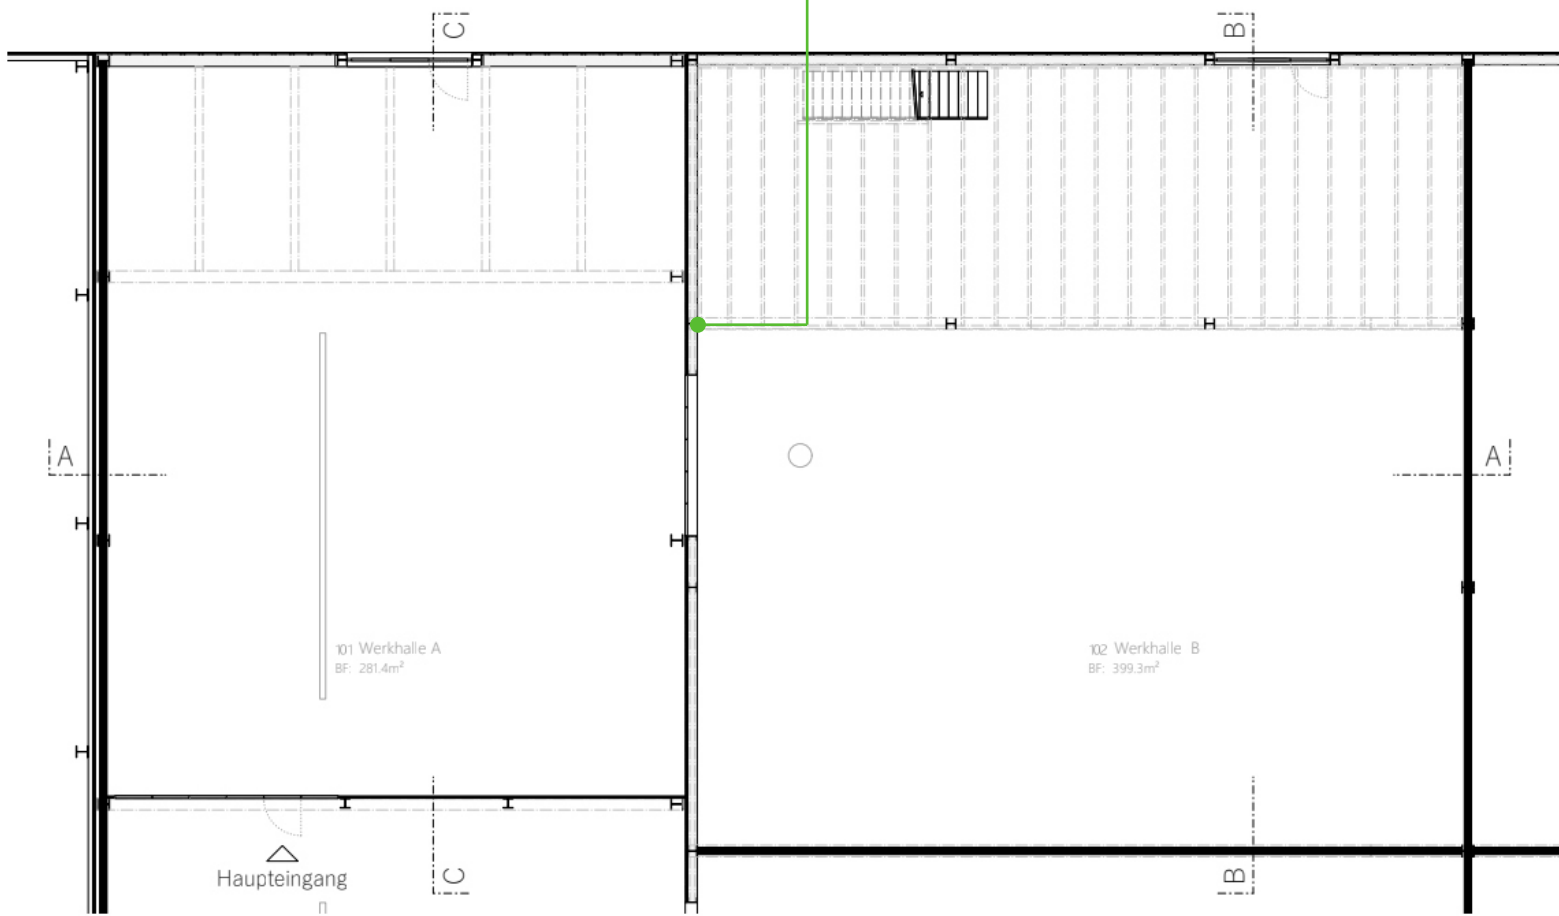 C
B
A
A
101 Werkhalle A
BF: 281.4m²
102 Werkhalle B
BF: 399.3m²
Haupteingang
C
B